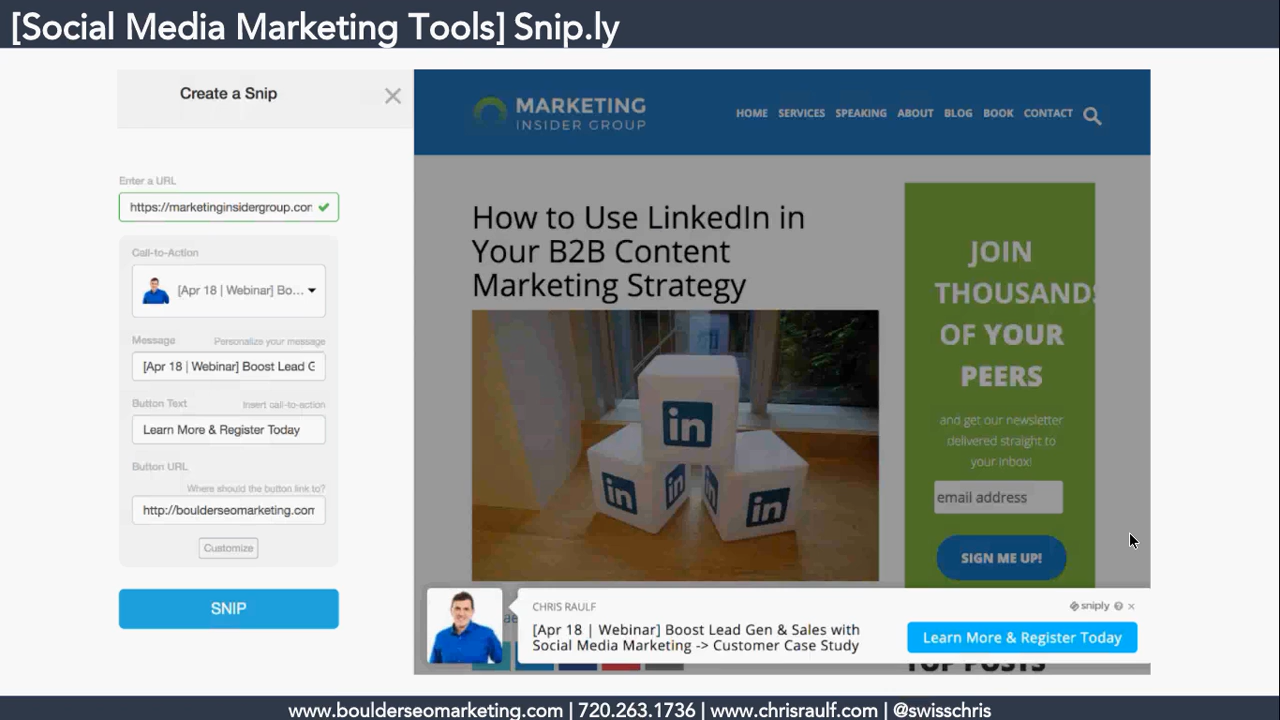 [Social Media Marketing Tools] Snip.ly
Create a Snip
Enter a URL
https://marketinginsidergroup.com
Call-to-Action
[Apr 18 | Webinar] Bo...
Message Personalize your message
[Apr 18 | Webinar] Boost Lead G
Button Text Insert call-to-action
Learn More & Register Today
Button URL
Where should the button link to?
http://boulderseomarketing.com
Customize
SNIP
MARKETING
INSIDER GROUP
HOME SERVICES SPEAKING ABOUT BLOG BOOK CONTACT
How to Use LinkedIn in
Your B2B Content
Marketing Strategy
in
in in in in
JOIN
THOUSANDS
OF YOUR
PEERS
and get our newsletter
delivered straight to
your inbox!
email address
SIGN ME UP!
CHRIS RAULF
sniply
[Apr 18 | Webinar] Boost Lead Gen & Sales with
Social Media Marketing -> Customer Case Study
Learn More & Register Today
TOP POSTS
www.boulderseomarketing.com | 720.263.1736 | www.chrisraulf.com | @swisschris